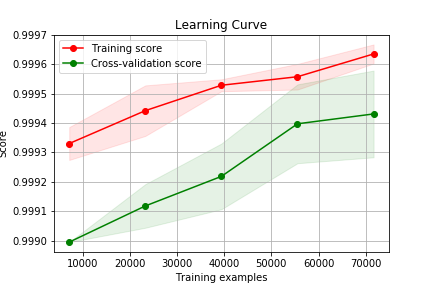 Learning Curve
Training score
Cross-validation score
0.9997
0.9996
0.9995
0.9994
0.9993
0.9992
0.9991
0.9990
Score
10000 20000 30000 40000 50000 60000 70000
Training examples